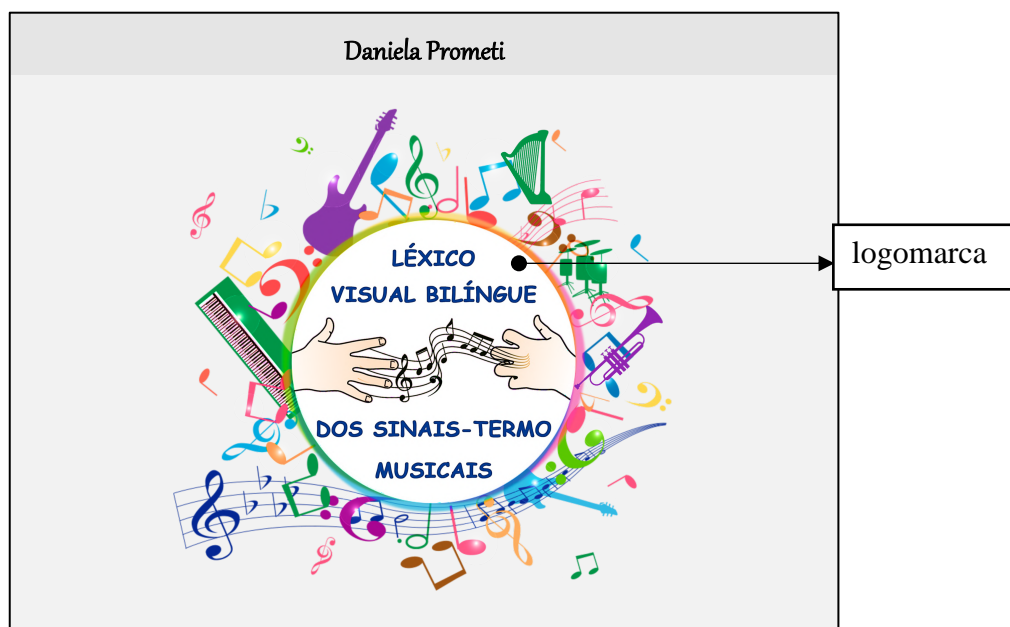 Daniela Prometi
LÉXICO
VISUAL BILÍNGUE
DOS SINAIS-TERMO
MUSICAIS
logomarca